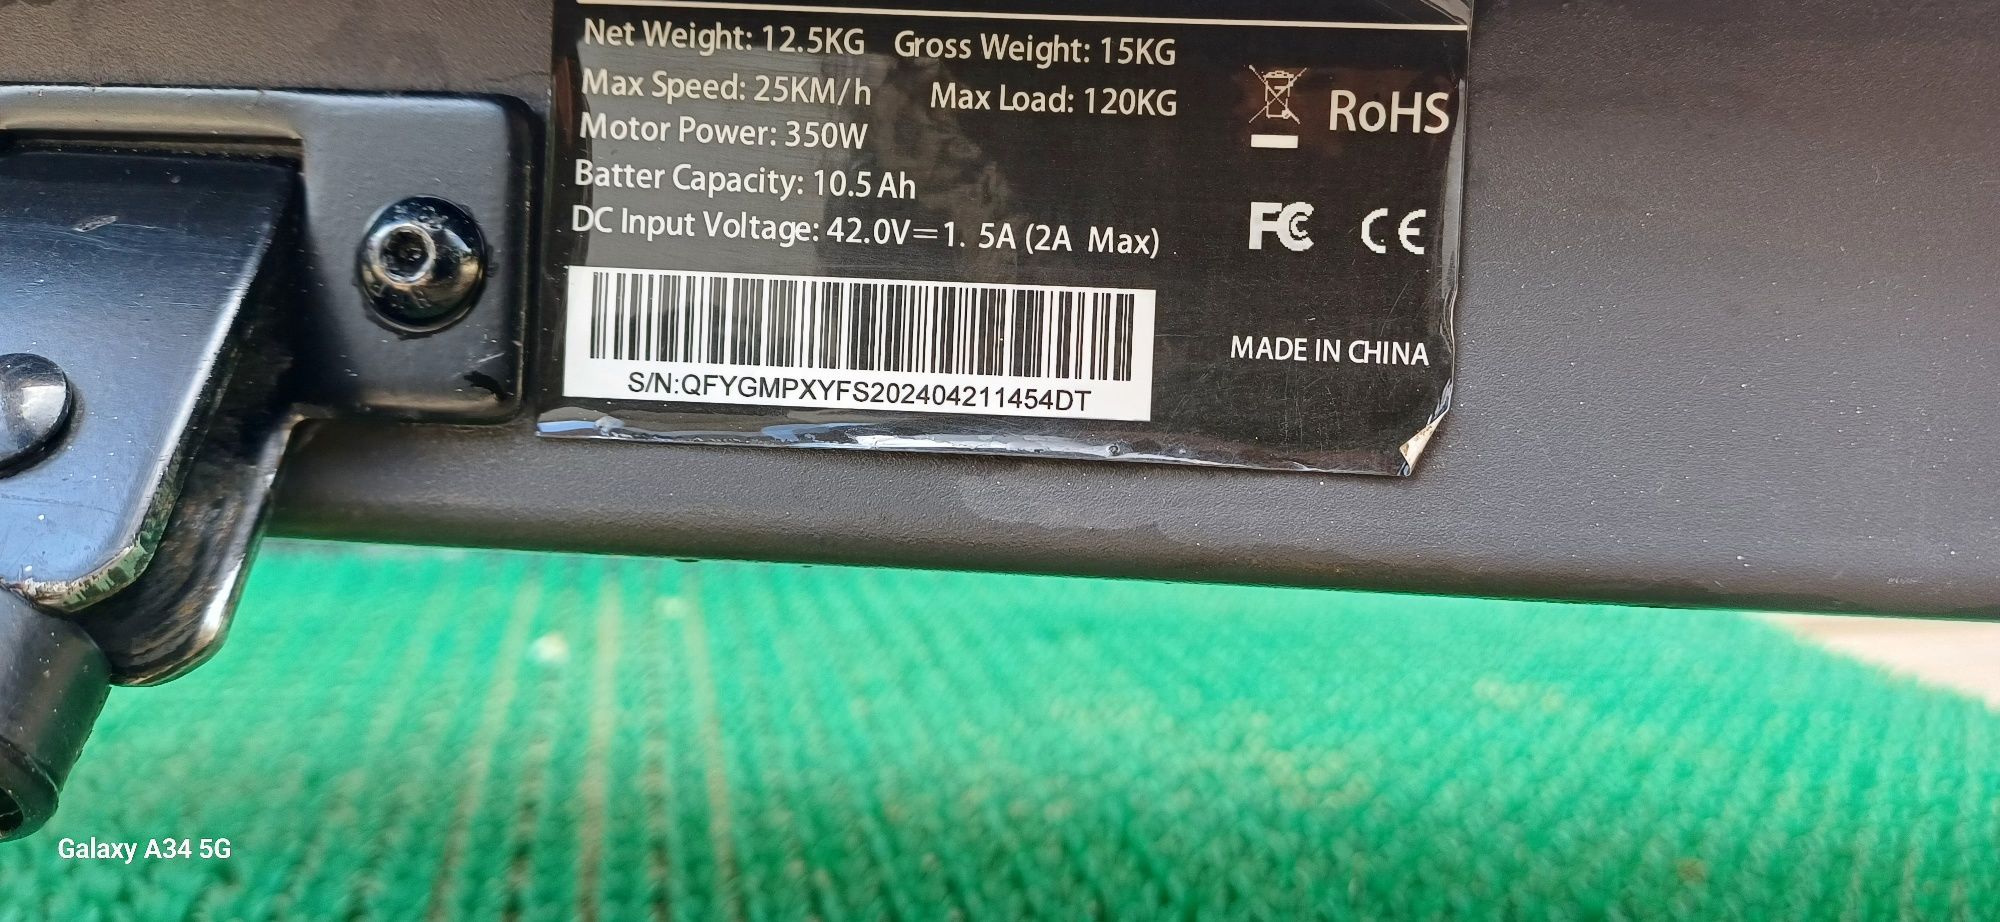 Net Weight: 12.5KG Gross Weight: 15KG
Max Speed: 25KM/h Max Load: 120KG
Motor Power: 350W
Batter Capacity: 10.5 Ah
DC Input Voltage: 42.0V⎓1. 5A (2A Max)
RoHS
FC CE
S/N:QFYGMPXYFS202404211454DT
MADE IN CHINA
Galaxy A34 5G